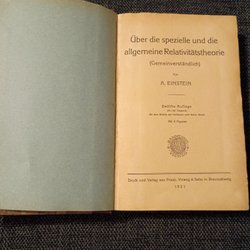 Über die spezielle und die
allgemeine Relativitätstheorie
(Gemeinverständlich)
Von
A. EINSTEIN
Zwölfte Auflage
Mit 4 Figuren
Druck und Verlag von Friedr. Vieweg & Sohn in Braunschweig
1921